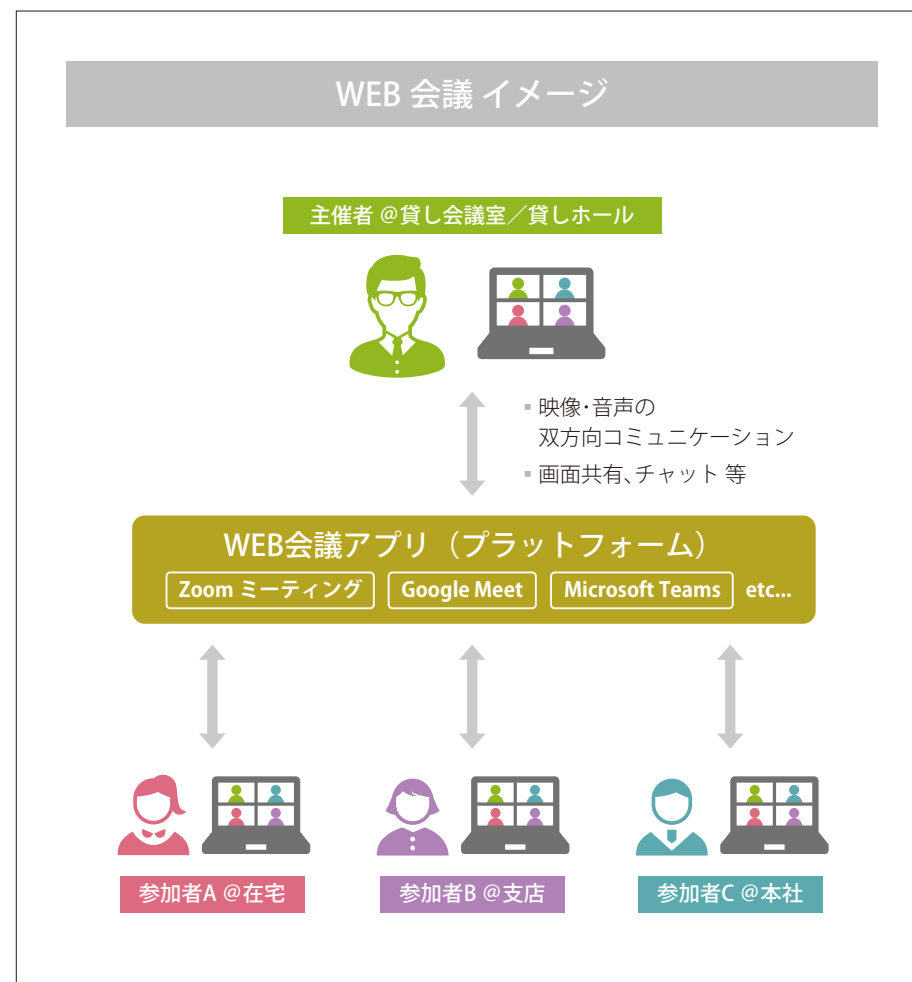 WEB 会議 イメージ
主催者 @貸し会議室／貸しホール
▪ 映像・音声の
双方向コミュニケーション
▪ 画面共有、チャット 等
WEB会議アプリ（プラットフォーム）
Zoom ミーティング Google Meet Microsoft Teams etc...
参加者A @在宅 参加者B @支店 参加者C @本社